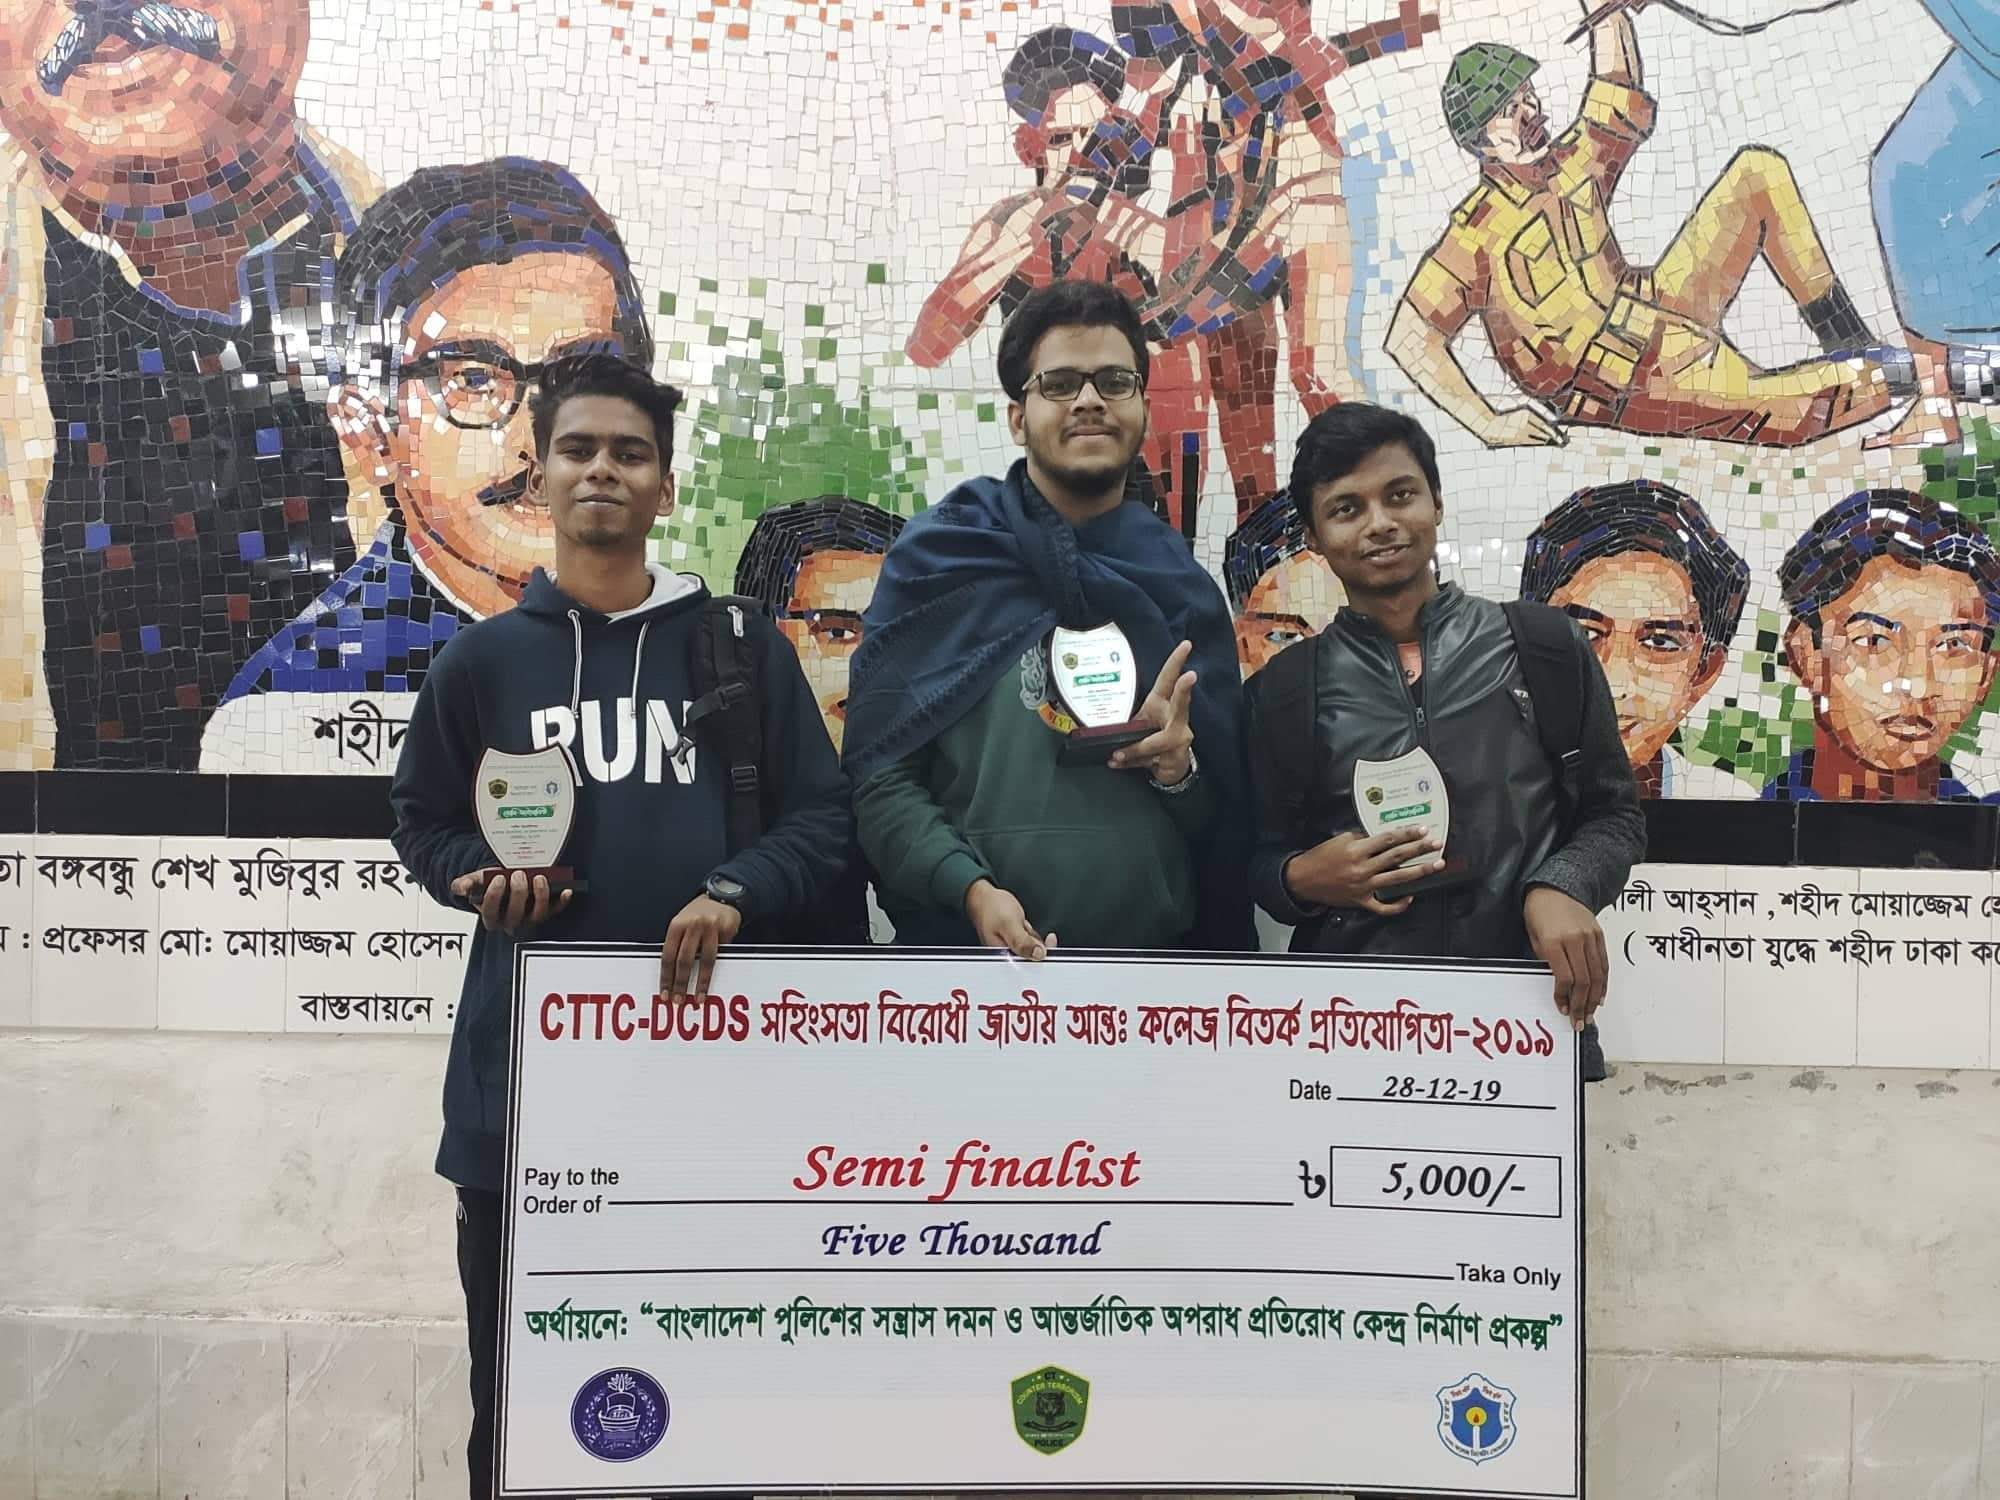 শহীদ
RUN
তা বঙ্গবন্ধু শেখ মুজিবুর রহ
: প্রফেসর মো: মোয়াজ্জম হোসেন
বাস্তবায়নে :
আলী আহ্সান , শহীদ মোয়াজ্জেম হো
( স্বাধীনতা যুদ্ধে শহীদ ঢাকা ক
CTTC-DCDS সহিংসতা বিরোধী জাতীয় আন্তঃ কলেজ বিতর্ক প্রতিযোগিতা-২০১৯
Date 28-12-19
Pay to the
Order of Semi finalist ৳ 5,000/-
Five Thousand
Taka Only
অর্থায়নে: “বাংলাদেশ পুলিশের সন্ত্রাস দমন ও আন্তর্জাতিক অপরাধ প্রতিরোধ কেন্দ্র নির্মাণ প্রকল্প”
CT
COUNTER TERRORISM
POLICE